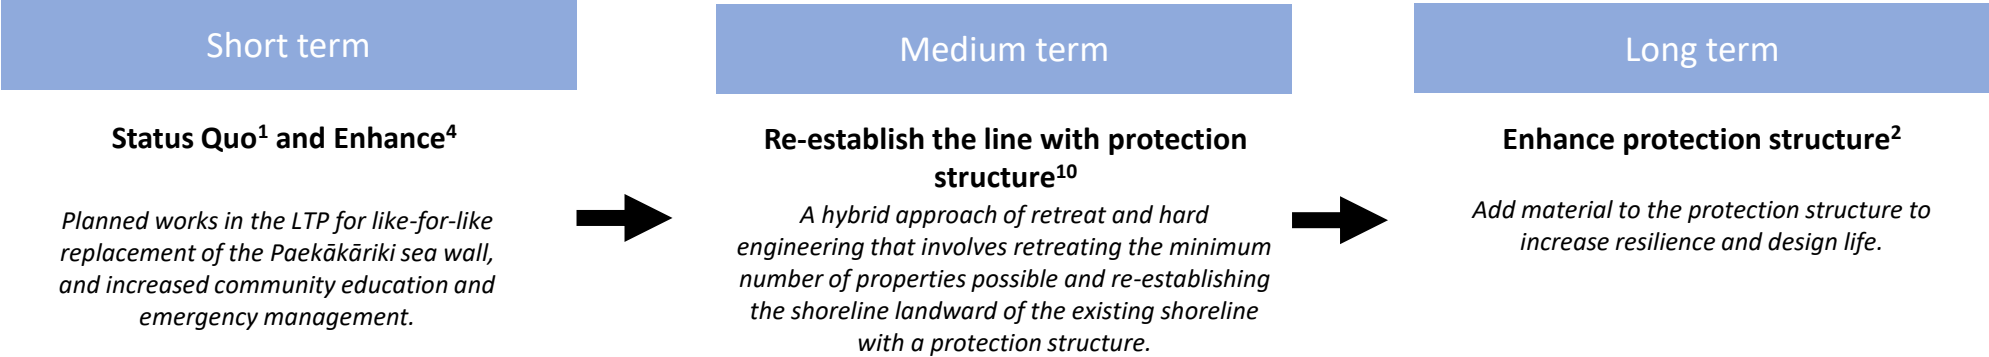 Short term
Status Quo¹ and Enhance⁴
Planned works in the LTP for like-for-like
replacement of the Paekākāriki sea wall,
and increased community education and
emergency management.
Medium term
Re-establish the line with protection
structure¹⁰
A hybrid approach of retreat and hard
engineering that involves retreating the minimum
number of properties possible and re-establishing
the shoreline landward of the existing shoreline
with a protection structure.
Long term
Enhance protection structure²
Add material to the protection structure to
increase resilience and design life.